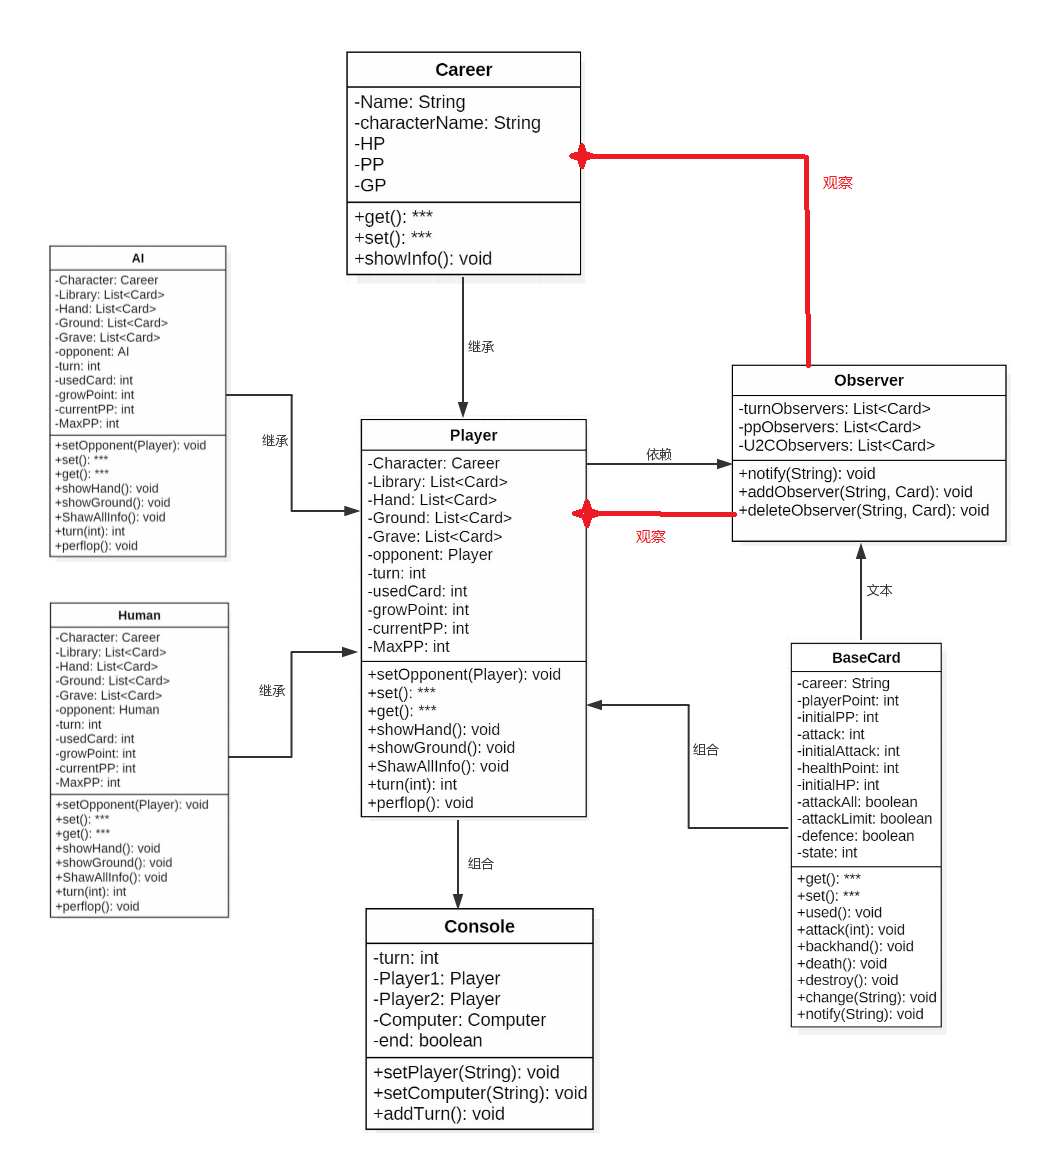 Career
-Name: String
-characterName: String
-HP
-PP
-GP
+get(): ***
+set(): ***
+showInfo(): void
观察
继承
AI
-Character: Career
-Library: List<Card>
-Hand: List<Card>
-Ground: List<Card>
-Grave: List<Card>
-opponent: AI
-turn: int
-usedCard: int
-growPoint: int
-currentPP: int
-MaxPP: int
+setOpponent(Player): void
+set(): ***
+get(): ***
+showHand(): void
+showGround(): void
+ShawAllInfo(): void
+turn(int): int
+perflop(): void
继承
Human
-Character: Career
-Library: List<Card>
-Hand: List<Card>
-Ground: List<Card>
-Grave: List<Card>
-opponent: Human
-turn: int
-usedCard: int
-growPoint: int
-currentPP: int
-MaxPP: int
+setOpponent(Player): void
+set(): ***
+get(): ***
+showHand(): void
+showGround(): void
+ShawAllInfo(): void
+turn(int): int
+perflop(): void
继承
Player
-Character: Career
-Library: List<Card>
-Hand: List<Card>
-Ground: List<Card>
-Grave: List<Card>
-opponent: Player
-turn: int
-usedCard: int
-growPoint: int
-currentPP: int
-MaxPP: int
+setOpponent(Player): void
+set(): ***
+get(): ***
+showHand(): void
+showGround(): void
+ShawAllInfo(): void
+turn(int): int
+perflop(): void
依赖
观察
Observer
-turnObservers: List<Card>
-ppObservers: List<Card>
-U2CObservers: List<Card>
+notify(String): void
+addObserver(String, Card): void
+deleteObserver(String, Card): void
文本
BaseCard
-career: String
-playerPoint: int
-initialPP: int
-attack: int
-initialAttack: int
-healthPoint: int
-initialHP: int
-attackAll: boolean
-attackLimit: boolean
-defence: boolean
-state: int
+get(): ***
+set(): ***
+used(): void
+attack(int): void
+backhand(): void
+death(): void
+destroy(): void
+change(String): void
+notify(String): void
组合
组合
Console
-turn: int
-Player1: Player
-Player2: Player
-Computer: Computer
-end: boolean
+setPlayer(String): void
+setComputer(String): void
+addTurn(): void